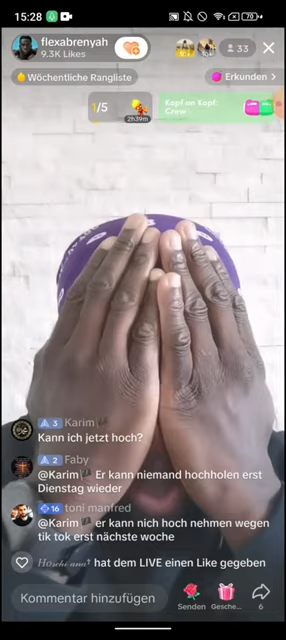 15:28
70
flexabrenyah
9.3K Likes
33
Wöchentliche Rangliste
Erkunden >
1/5
2h39m
Kopf an Kopf:
Crew
3 Karim
Kann ich jetzt hoch?
2 Faby
@Karim Er kann niemand hochholen erst
Dienstag wieder
16 toni manfred
@Karim er kann nich hoch nehmen wegen
tik tok erst nächste woche
hat dem LIVE einen Like gegeben
Kommentar hinzufügen
Senden
Gesche...
6